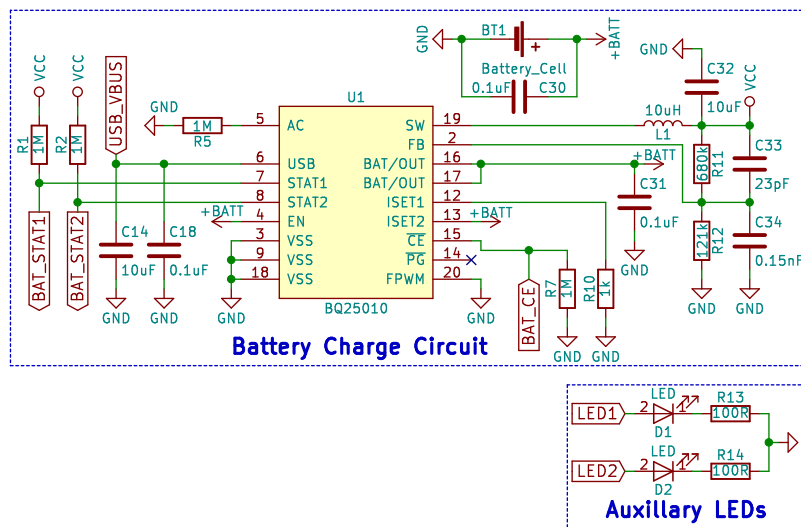 GND
BT1
+BATT
Battery_Cell
0.1uF
C30
VCC
VCC
USB_VBUS
R1
1M
R2
1M
GND
1M
R5
U1
5 AC
6 USB
7 STAT1
8 STAT2
4 EN
3 VSS
9 VSS
18 VSS
SW 19
FB 2
BAT/OUT 16
BAT/OUT 17
ISET1 12
ISET2 13
CE 15
PG 14
FPWM 20
BQ25010
+BATT
BAT_STAT1
BAT_STAT2
C14
10uF
C18
0.1uF
GND
GND
GND
GND
GND
C32
10uF
VCC
10uH
L1
+BATT
C31
0.1uF
GND
+BATT
680k
R11
C33
23pF
121k
R12
C34
0.15nF
GND
GND
BAT_CE
R7
1M
R10
1k
GND
GND
Battery Charge Circuit
LED1
2
LED
1
D1
R13
100R
LED2
2
LED
1
D2
R14
100R
Auxillary LEDs